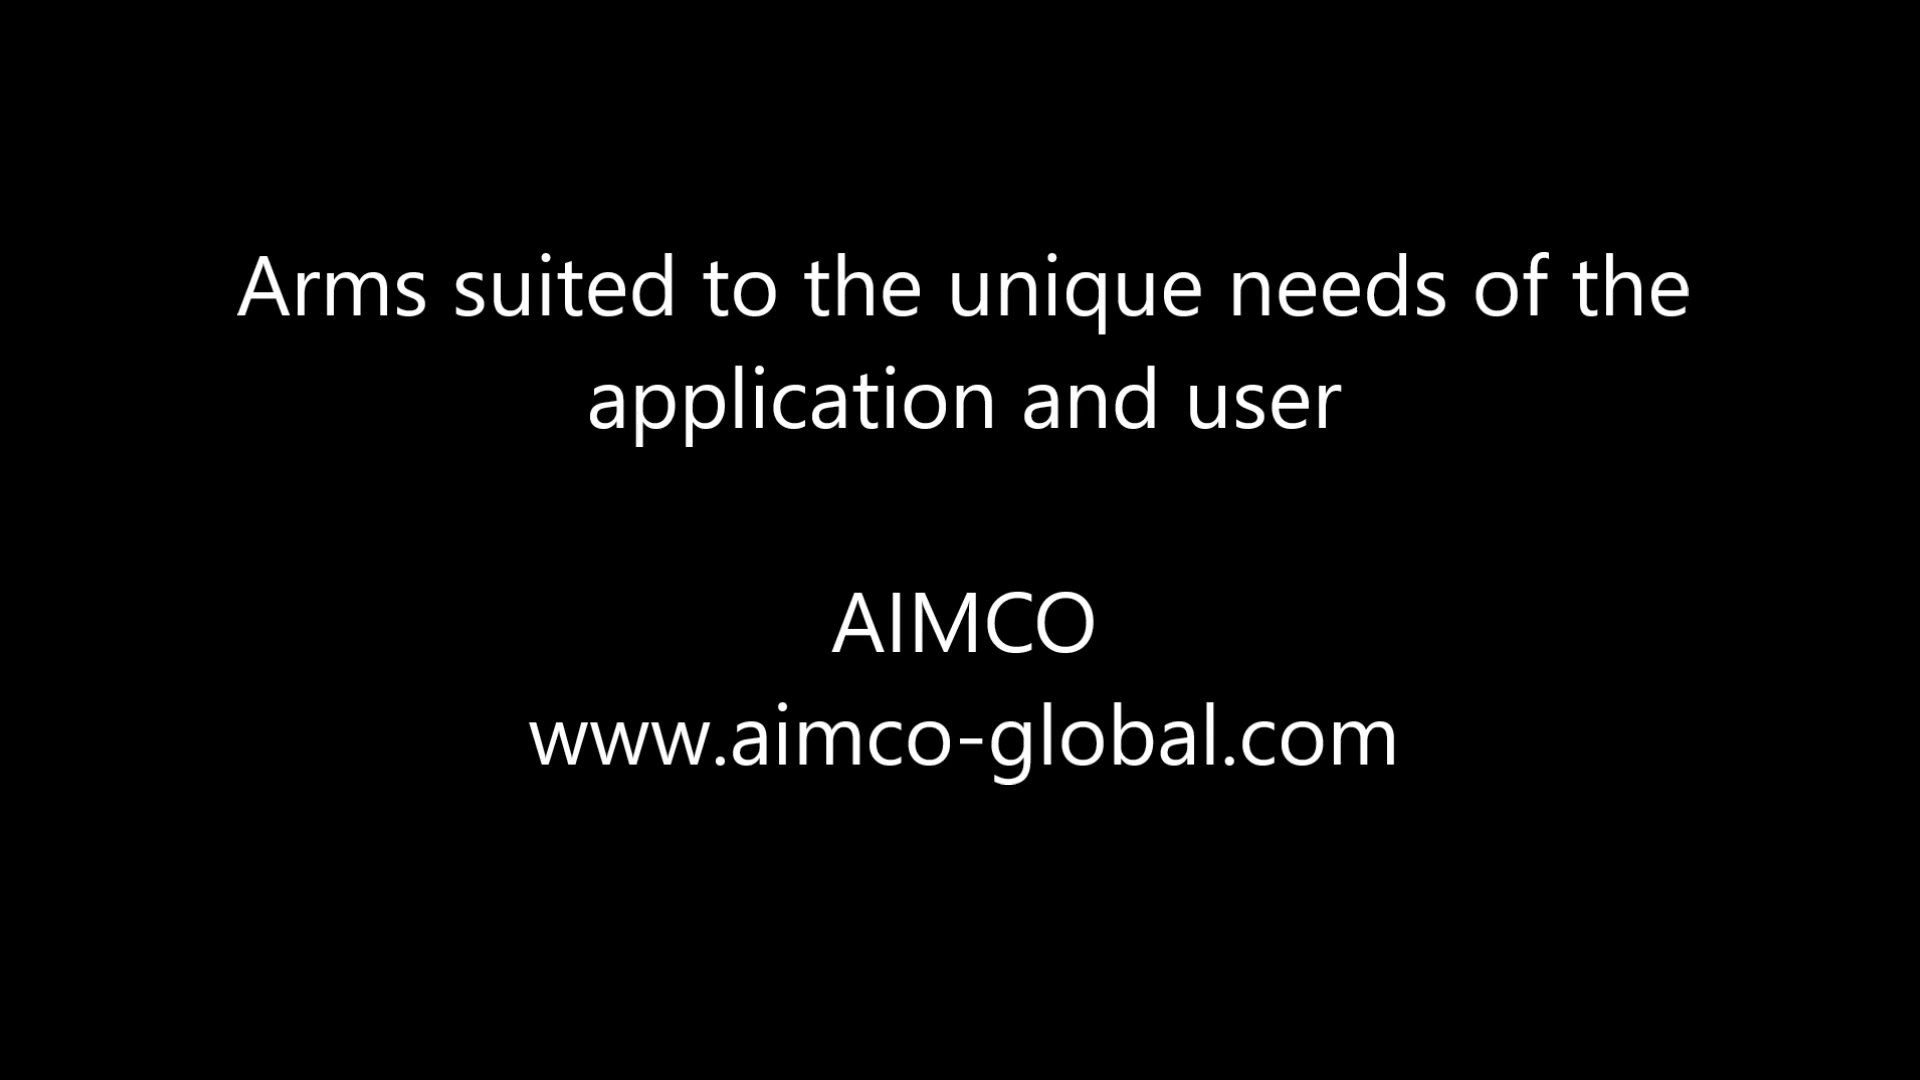 Arms suited to the unique needs of the
application and user
AIMCO
www.aimco-global.com